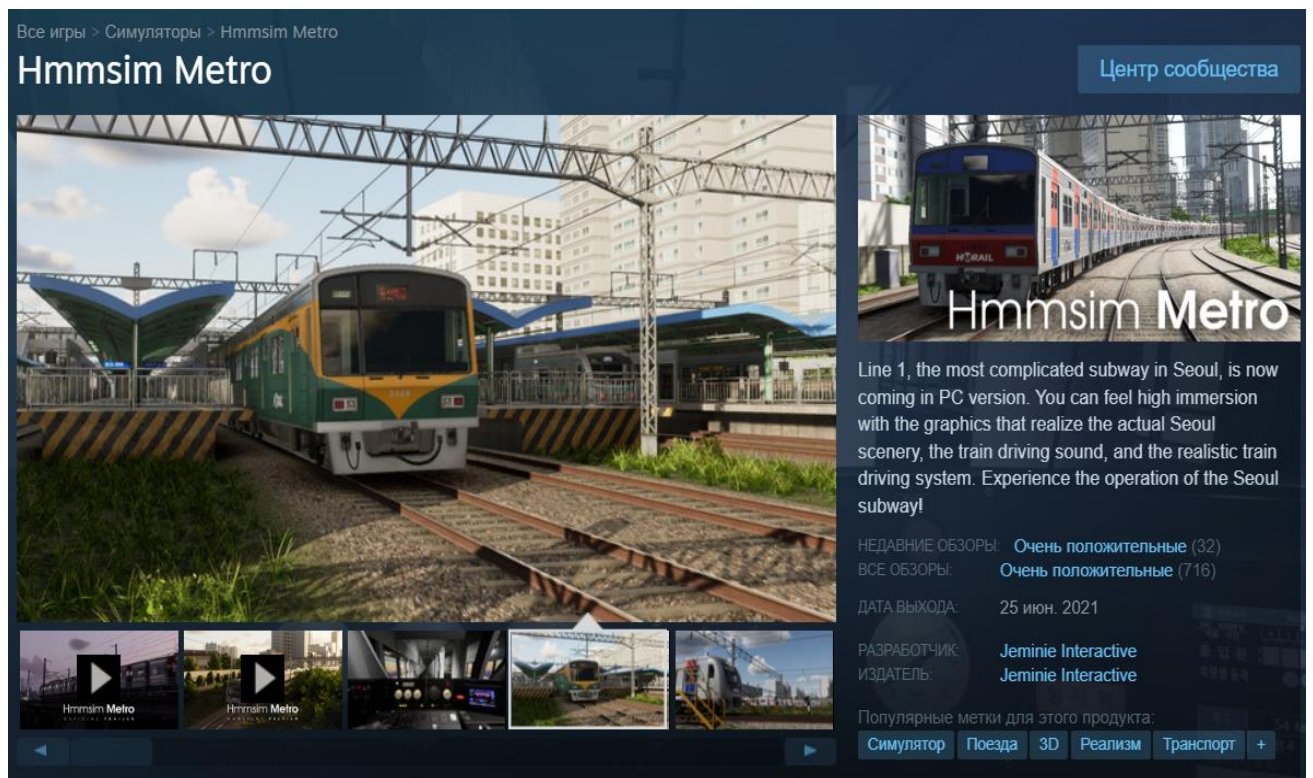 Все игры > Симуляторы > Hmmsim Metro
Hmmsim Metro
Центр сообщества
HVRAIL
Hmmsim Metro
Line 1, the most complicated subway in Seoul, is now
coming in PC version. You can feel high immersion
with the graphics that realize the actual Seoul
scenery, the train driving sound, and the realistic train
driving system. Experience the operation of the Seoul
subway!
НЕДАВНИЕ ОБЗОРЫ: Очень положительные (32)
ВСЕ ОБЗОРЫ: Очень положительные (716)
ДАТА ВЫХОДА: 25 июн. 2021
РАЗРАБОТЧИК: Jeminie Interactive
ИЗДАТЕЛЬ: Jeminie Interactive
Популярные метки для этого продукта:
Симулятор Поезда 3D Реализм Транспорт +
Hmmsim Metro
OFFICIAL TRAILER
Hmmsim Metro